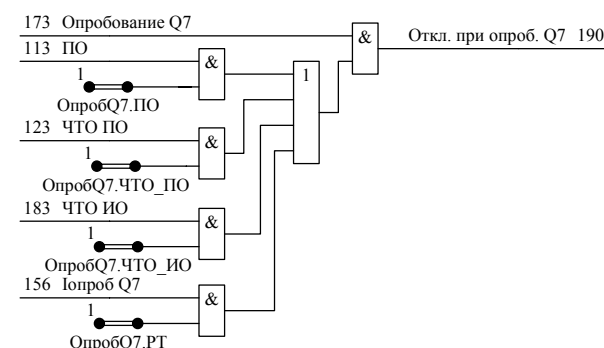 173 Опробование Q7
& Откл. при опроб. Q7 190
113 ПО
&
1
1
ОпробQ7.ПО
123 ЧТО ПО
&
1
ОпробQ7.ЧТО_ПО
183 ЧТО ИО
&
1
ОпробQ7.ЧТО_ИО
156 Iопроб Q7
&
1
ОпробQ7.РТ